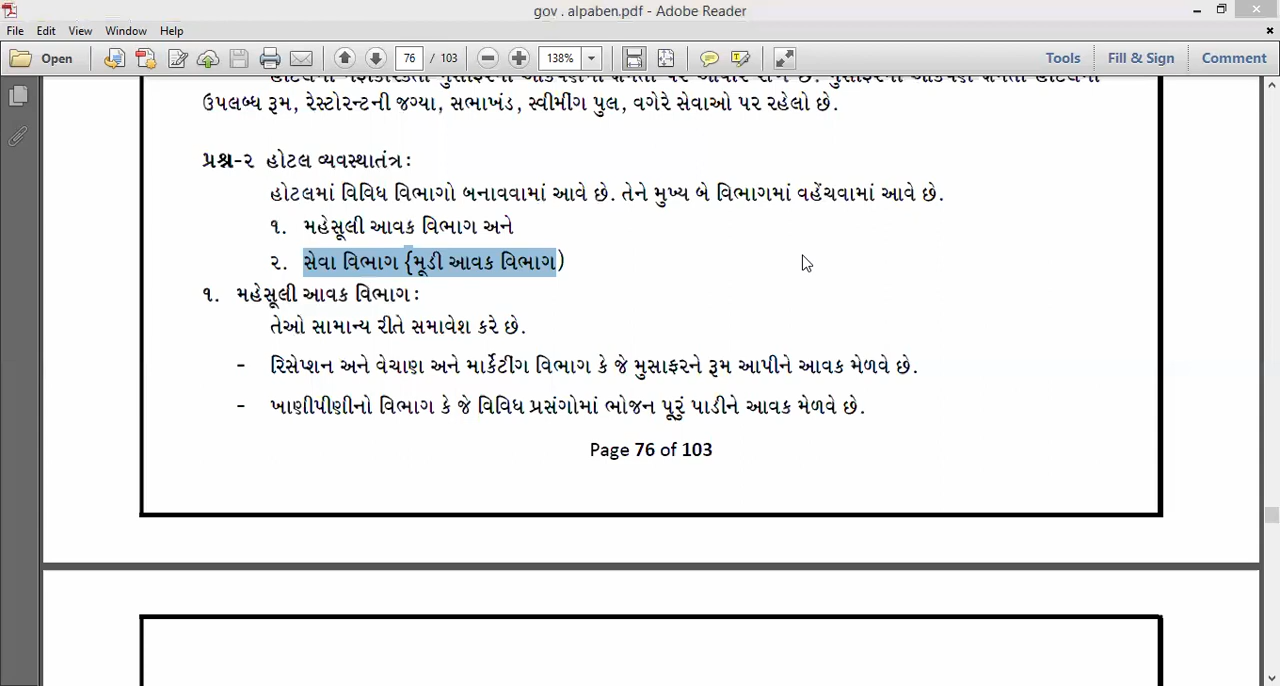 gov . alpaben.pdf - Adobe Reader
File Edit View Window Help
Open 76 / 103 138% Tools Fill & Sign Comment
ઉપલબ્ધ રૂમ, રેસ્ટોરન્ટની જગ્યા, સભાખંડ, સ્વીમીંગ પુલ, વગેરે સેવાઓ પર રહેલો છે.
પ્રશ્ન-૨ હોટલ વ્યવસ્થાતંત્ર:
હોટલમાં વિવિધ વિભાગો બનાવવામાં આવે છે. તેને મુખ્ય બે વિભાગમાં વહેંચવામાં આવે છે.
૧. મહેસૂલી આવક વિભાગ અને
૨. સેવા વિભાગ {મૂડી આવક વિભાગ)
૧. મહેસૂલી આવક વિભાગ:
તેઓ સામાન્ય રીતે સમાવેશ કરે છે.
- રિસેપ્શન અને વેચાણ અને માર્કેટીંગ વિભાગ કે જે મુસાફરને રૂમ આપીને આવક મેળવે છે.
- ખાણીપીણીનો વિભાગ કે જે વિવિધ પ્રસંગોમાં ભોજન પૂરું પાડીને આવક મેળવે છે.
Page 76 of 103